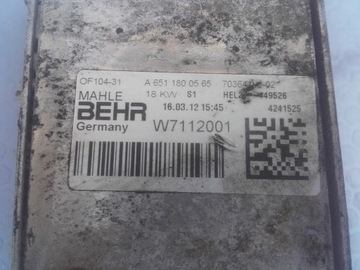 OF104-31 A 651 180 05 65
MAHLE 18 KW S1 449526
BEHR 16.03.12 15:45 4241525
Germany W7112001